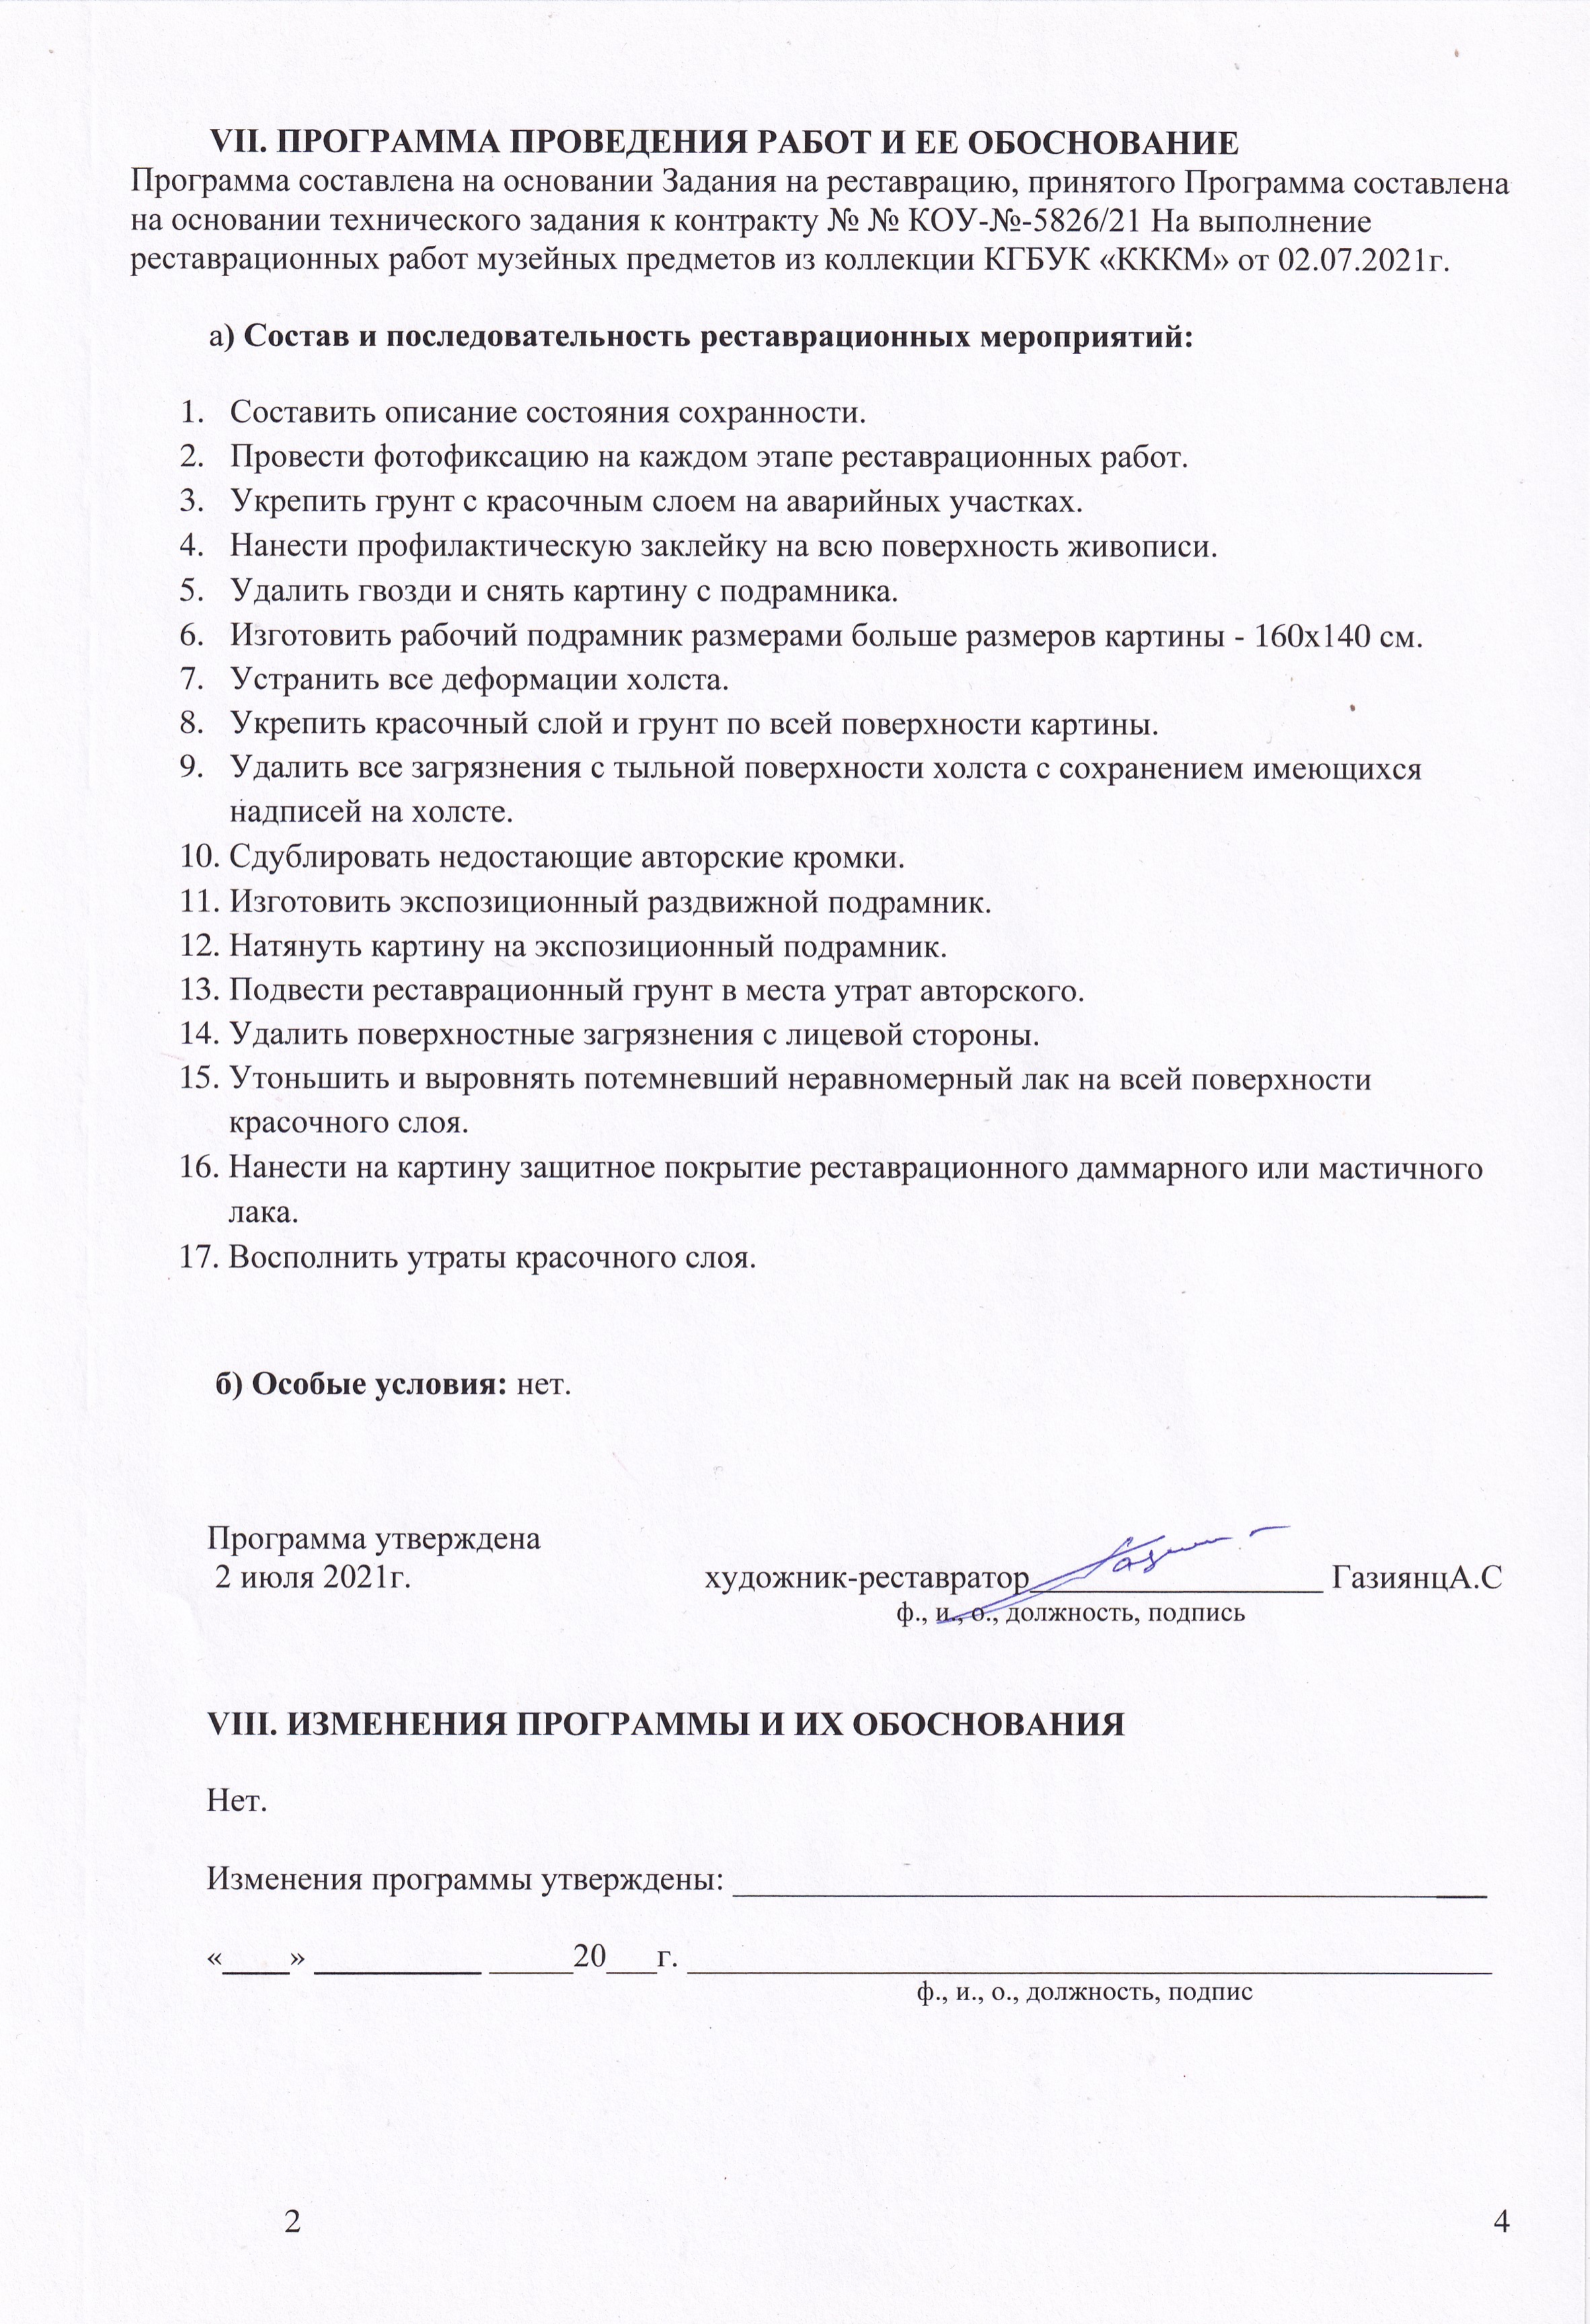 VII. ПРОГРАММА ПРОВЕДЕНИЯ РАБОТ И ЕЕ ОБОСНОВАНИЕ
Программа составлена на основании Задания на реставрацию, принятого Программа составлена
на основании технического задания к контракту № № КОУ-№-5826/21 На выполнение
реставрационных работ музейных предметов из коллекции КГБУК «КККМ» от 02.07.2021г.
а) Состав и последовательность реставрационных мероприятий:
1. Составить описание состояния сохранности.
2. Провести фотофиксацию на каждом этапе реставрационных работ.
3. Укрепить грунт с красочным слоем на аварийных участках.
4. Нанести профилактическую заклейку на всю поверхность живописи.
5. Удалить гвозди и снять картину с подрамника.
6. Изготовить рабочий подрамник размерами больше размеров картины - 160х140 см.
7. Устранить все деформации холста.
8. Укрепить красочный слой и грунт по всей поверхности картины.
9. Удалить все загрязнения с тыльной поверхности холста с сохранением имеющихся
надписей на холсте.
10. Сдублировать недостающие авторские кромки.
11. Изготовить экспозиционный раздвижной подрамник.
12. Натянуть картину на экспозиционный подрамник.
13. Подвести реставрационный грунт в места утрат авторского.
14. Удалить поверхностные загрязнения с лицевой стороны.
15. Утоньшить и выровнять потемневший неравномерный лак на всей поверхности
красочного слоя.
16. Нанести на картину защитное покрытие реставрационного даммарного или мастичного
лака.
17. Восполнить утраты красочного слоя.
б) Особые условия: нет.
Программа утверждена
2 июля 2021г. художник-реставратор_________________ ГазиянцА.С
ф., и., о., должность, подпись
VIII. ИЗМЕНЕНИЯ ПРОГРАММЫ И ИХ ОБОСНОВАНИЯ
Нет.
Изменения программы утверждены: ______________________________
«____» __________ _____20___г. ______________________________
ф., и., о., должность, подпис
2 4